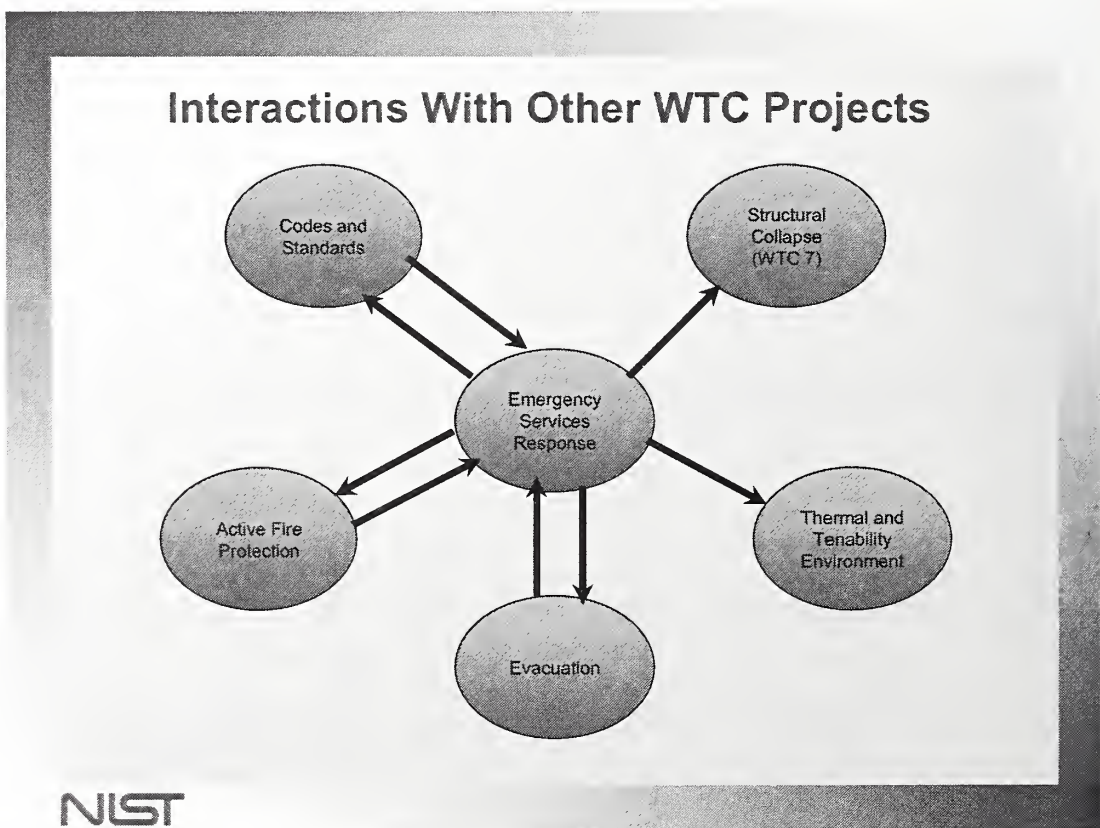 Interactions With Other WTC Projects
Codes and
Standards
Structural
Collapse
(WTC 7)
Emergency
Services
Response
Active Fire
Protection
Thermal and
Tenability
Environment
Evacuation
NIST